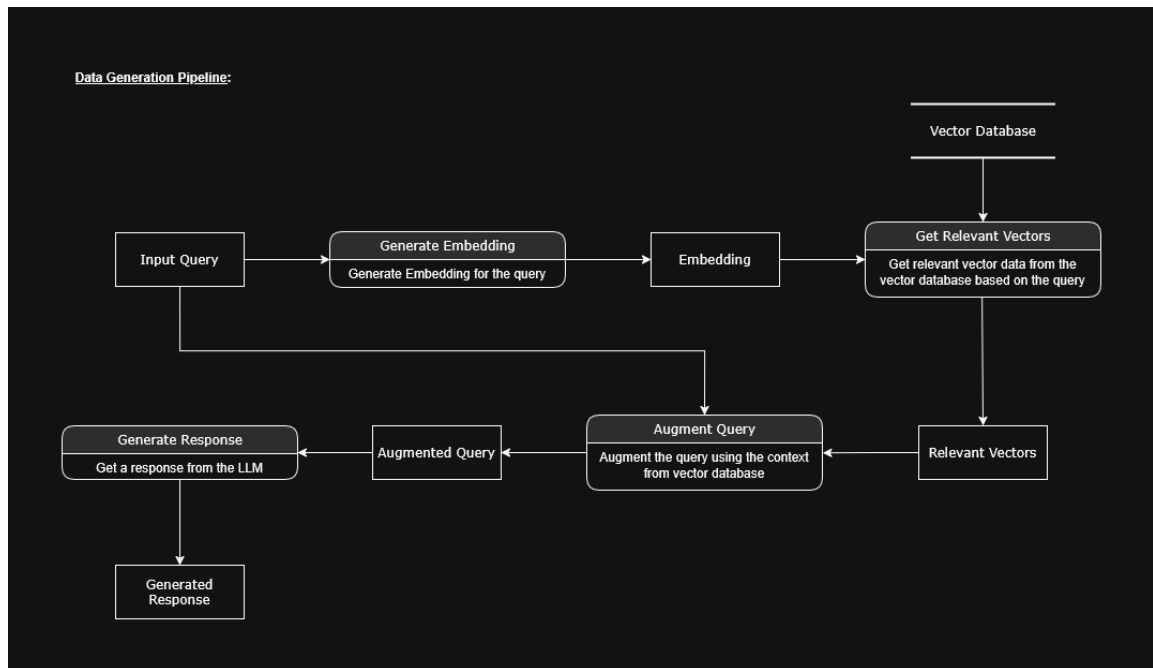 Data Generation Pipeline:
Vector Database
Input Query
Generate Embedding
Generate Embedding for the query
Embedding
Get Relevant Vectors
Get relevant vector data from the
vector database based on the query
Generate Response
Get a response from the LLM
Augmented Query
Augment Query
Augment the query using the context
from vector database
Relevant Vectors
Generated
Response